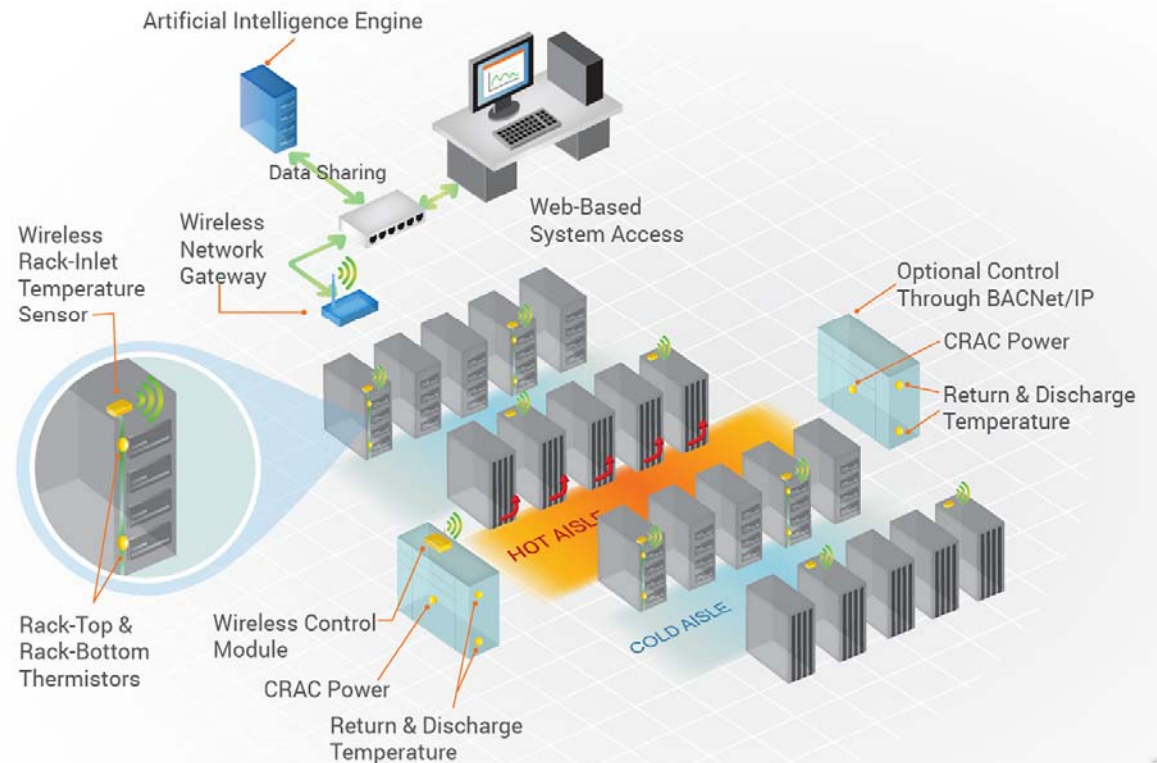 Artificial Intelligence Engine
Data Sharing
Web-Based
System Access
Wireless
Network
Gateway
Wireless
Rack-Inlet
Temperature
Sensor
Optional Control
Through BACNet/IP
CRAC Power
Return & Discharge
Temperature
HOT AISLE
COLD AISLE
Rack-Top &
Rack-Bottom
Thermistors
Wireless Control
Module
CRAC Power
Return & Discharge
Temperature